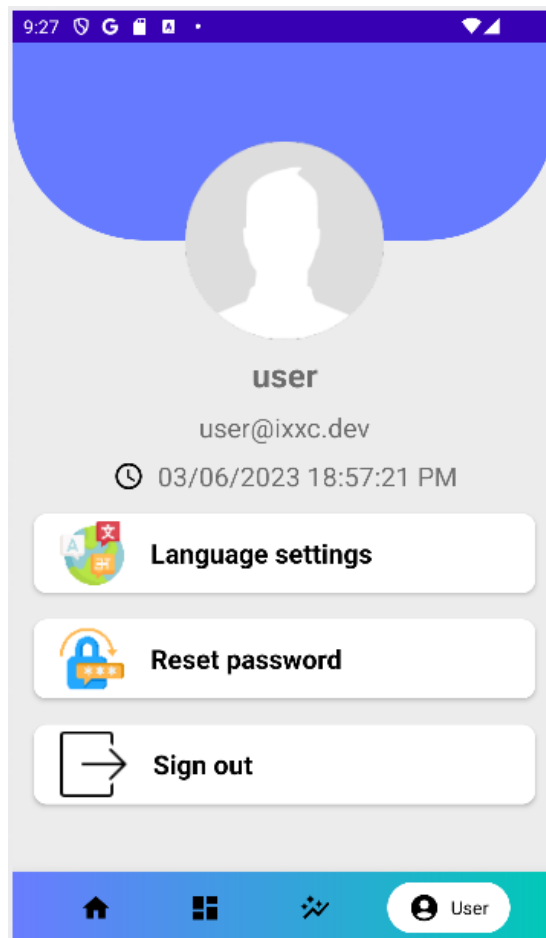 9:27
user
user@ixxc.dev
03/06/2023 18:57:21 PM
Language settings
Reset password
Sign out
User